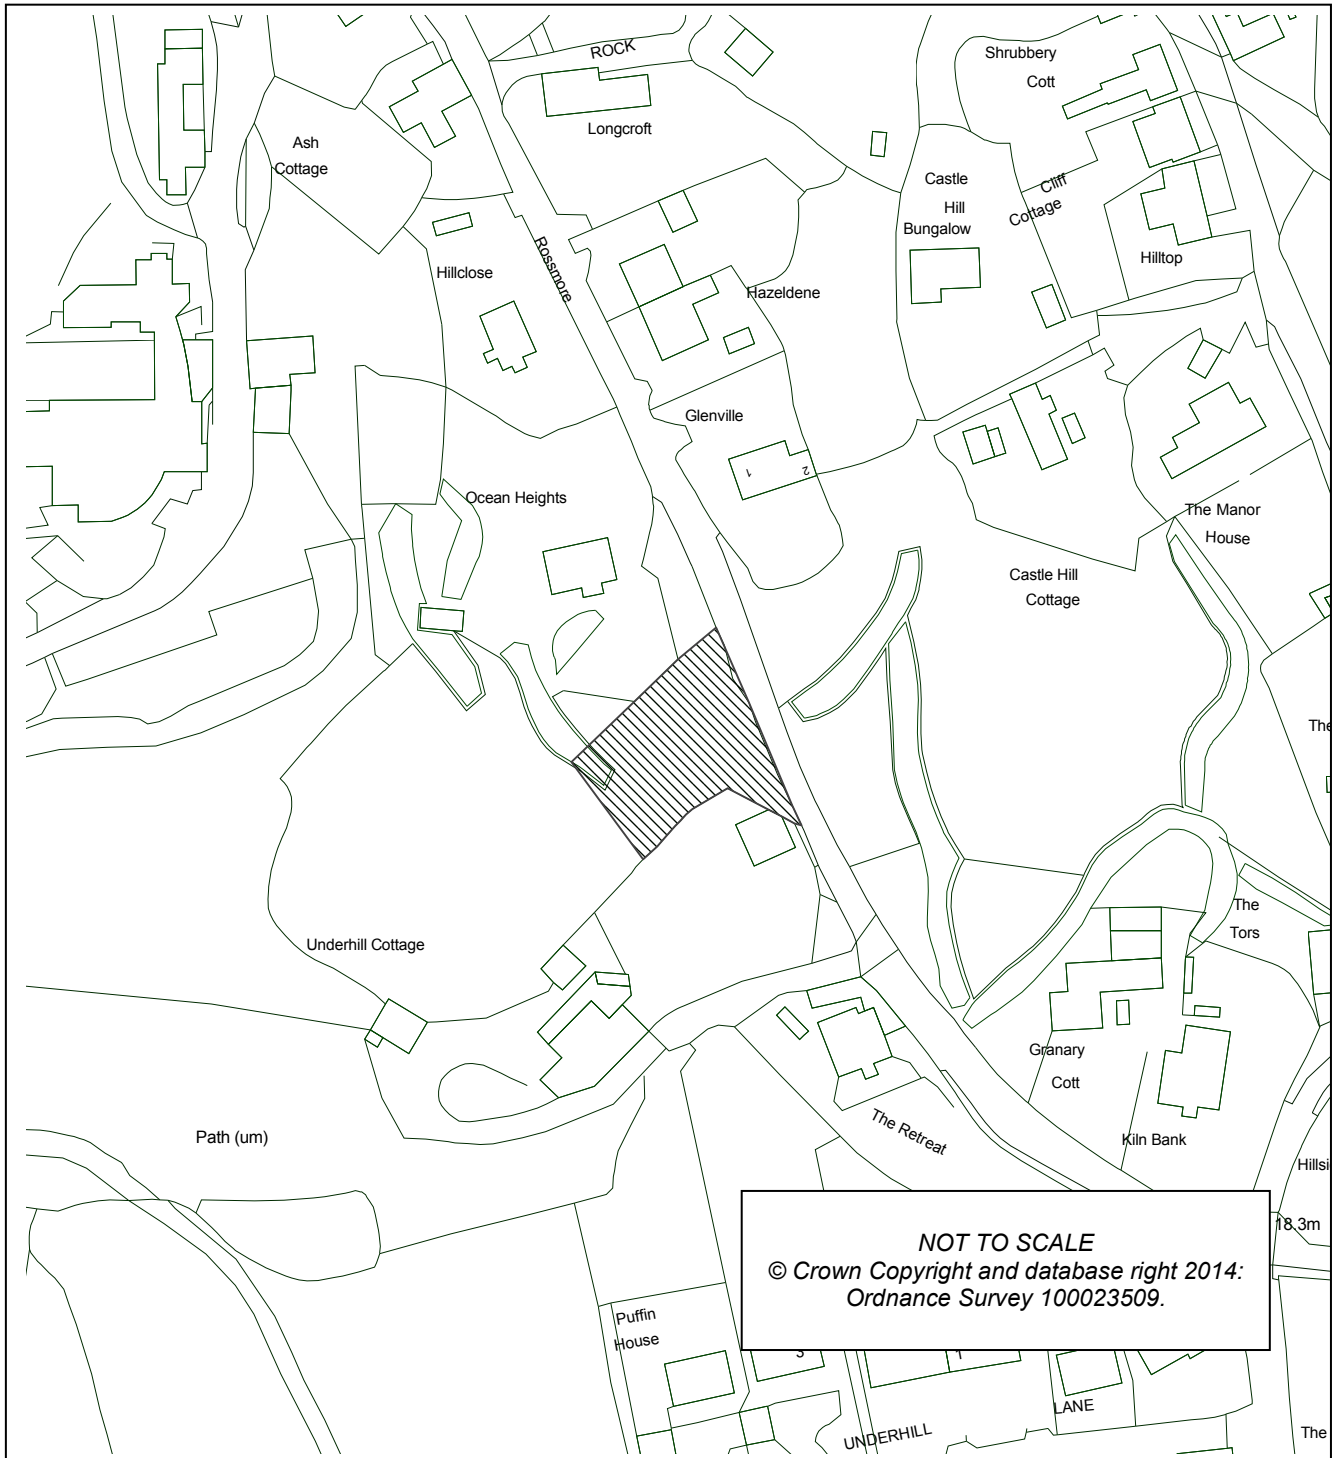 ROCK
Shrubbery
Cott
Longcroft
Ash
Cottage
Castle
Hill
Bungalow
Cliff
Cottage
Hillclose
Rossmore
Hilltop
Hazeldene
Glenville
1
2
Ocean Heights
The Manor
House
Castle Hill
Cottage
The
The
Tors
Underhill Cottage
Granary
Cott
The Retreat
Kiln Bank
Path (um)
Hillsi
18.3m
NOT TO SCALE
© Crown Copyright and database right 2014:
Ordnance Survey 100023509.
Puffin
House
3
1
LANE
UNDERHILL
The